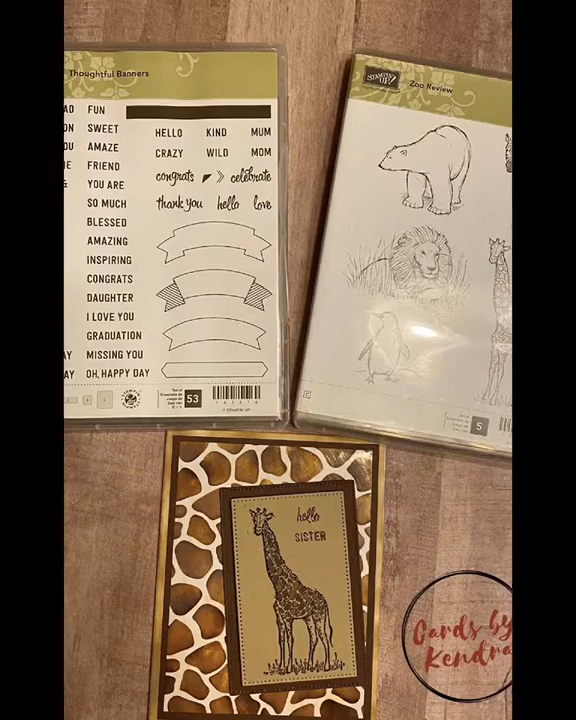 Thoughtful Banners
FUN
SWEET
AMAZE
FRIEND
YOU ARE
SO MUCH
BLESSED
AMAZING
INSPIRING
CONGRATS
DAUGHTER
I LOVE YOU
GRADUATION
MISSING YOU
OH, HAPPY DAY
HELLO KIND MUM
CRAZY WILD MOM
congrats celebrate
thank you hello love
53
STAMPIN' UP!
Zoo Review
5
hello
SISTER
Cards by
Kendra